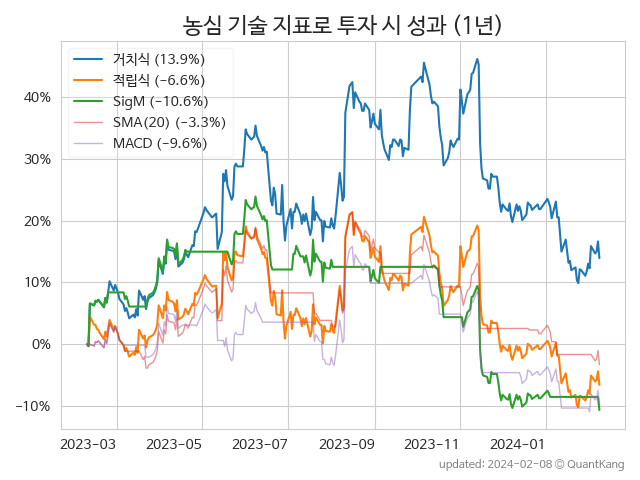 농심 기술 지표로 투자 시 성과 (1년)
거치식 (13.9%)
적립식 (−6.6%)
SigM (−10.6%)
SMA(20) (−3.3%)
MACD (−9.6%)
40%
30%
20%
10%
0%
−10%
2023-03 2023-05 2023-07 2023-09 2023-11 2024-01
updated: 2024-02-08 © QuantKang